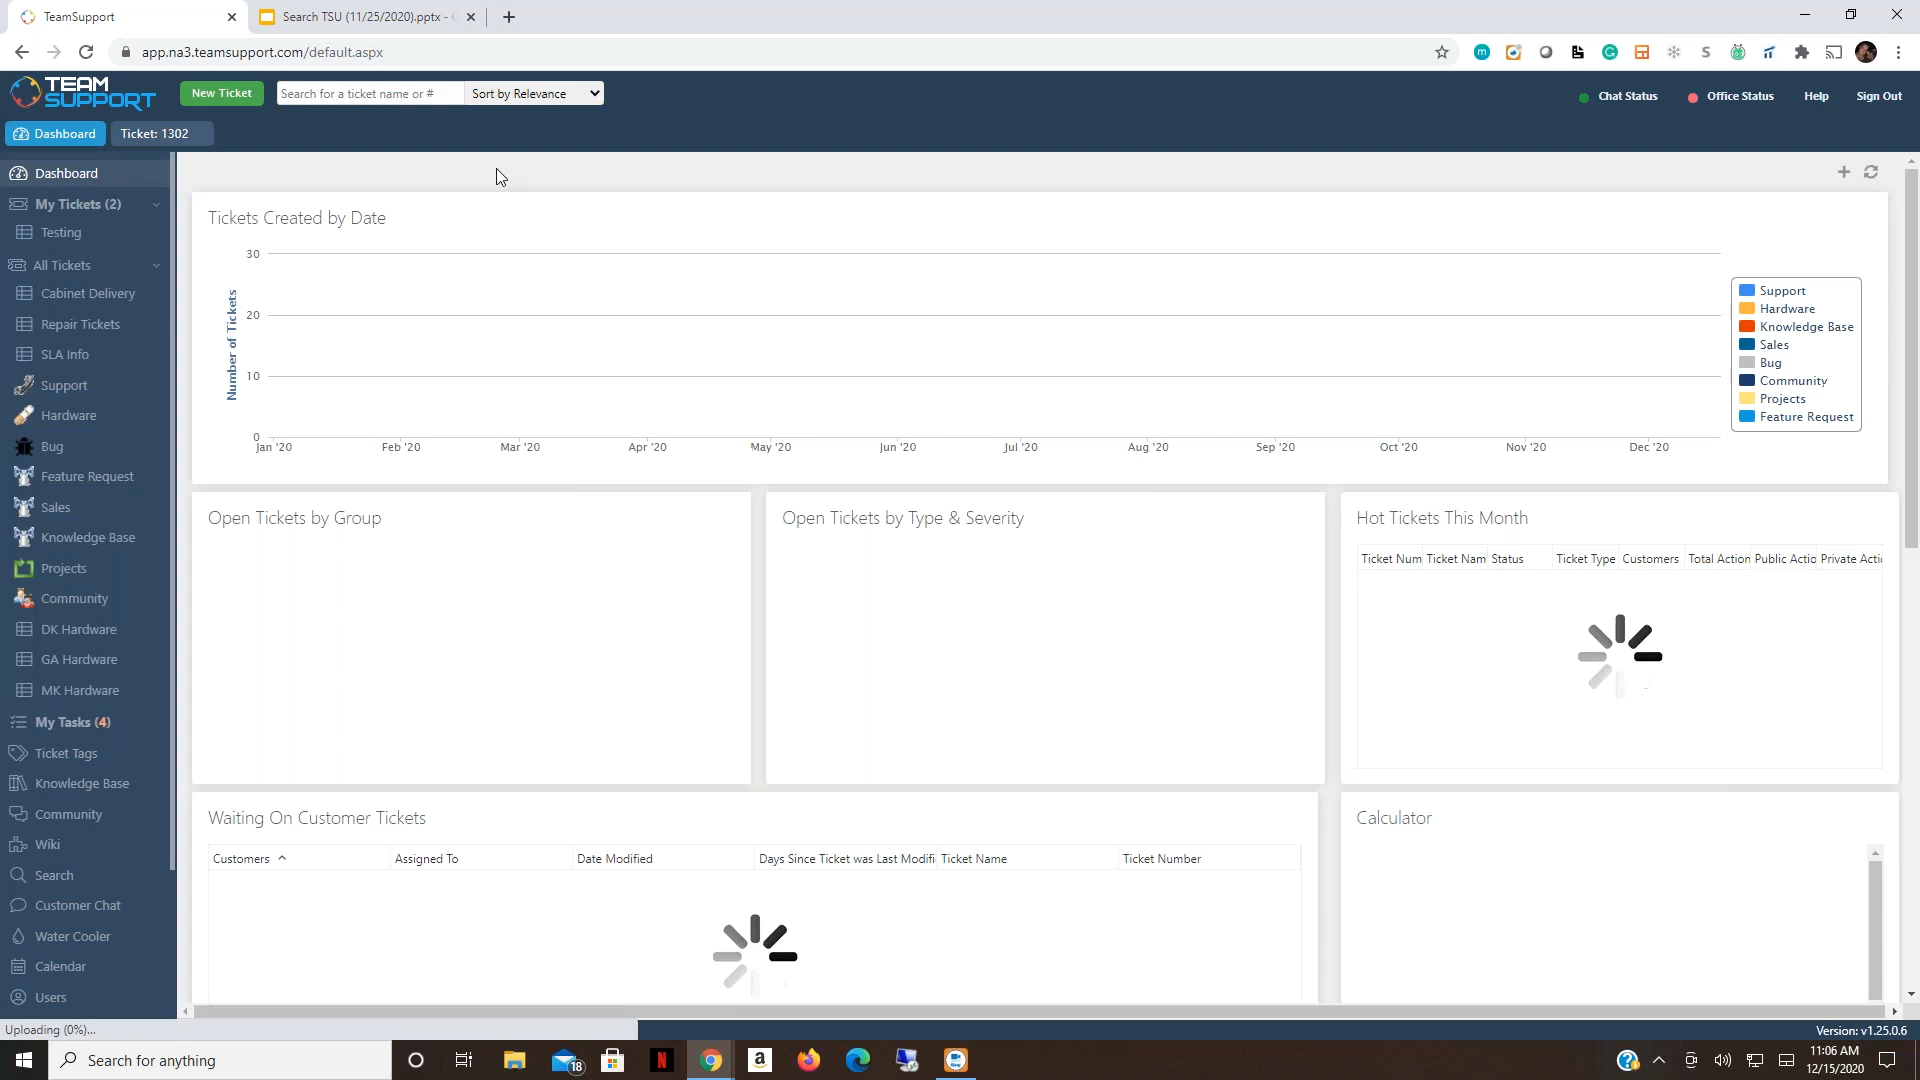 TeamSupport
Search TSU (11/25/2020).pptx - G
app.na3.teamsupport.com/default.aspx
TEAM
SUPPORT
New Ticket
Search for a ticket name or #
Sort by Relevance
Chat Status
Office Status
Help
Sign Out
Dashboard
Ticket: 1302
Dashboard
My Tickets (2)
Testing
All Tickets
Cabinet Delivery
Repair Tickets
SLA Info
Support
Hardware
Bug
Feature Request
Sales
Knowledge Base
Projects
Community
DK Hardware
GA Hardware
MK Hardware
My Tasks (4)
Ticket Tags
Knowledge Base
Community
Wiki
Search
Customer Chat
Water Cooler
Calendar
Users
Tickets Created by Date
Number of Tickets
30
20
10
0
Jan '20 Feb '20 Mar '20 Apr '20 May '20 Jun '20 Jul '20 Aug '20 Sep '20 Oct '20 Nov '20 Dec '20
Support
Hardware
Knowledge Base
Sales
Bug
Community
Projects
Feature Request
Open Tickets by Group
Open Tickets by Type & Severity
Hot Tickets This Month
Ticket Num Ticket Nam Status Ticket Type Customers Total Action Public Actio Private Acti
Waiting On Customer Tickets
Customers Assigned To Date Modified Days Since Ticket was Last Modifi Ticket Name Ticket Number
Calculator
Uploading (0%)...
Version: v1.25.0.6
Search for anything
18
11:06 AM
12/15/2020